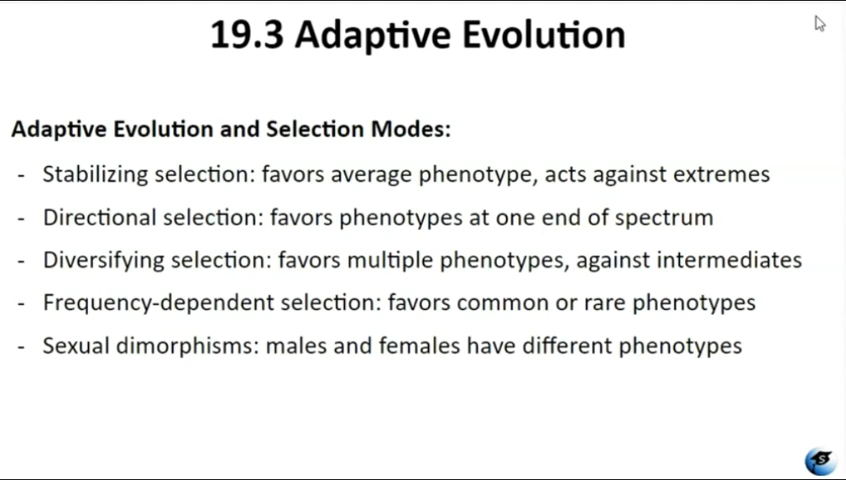 19.3 Adaptive Evolution
Adaptive Evolution and Selection Modes:
- Stabilizing selection: favors average phenotype, acts against extremes
- Directional selection: favors phenotypes at one end of spectrum
- Diversifying selection: favors multiple phenotypes, against intermediates
- Frequency-dependent selection: favors common or rare phenotypes
- Sexual dimorphisms: males and females have different phenotypes
S